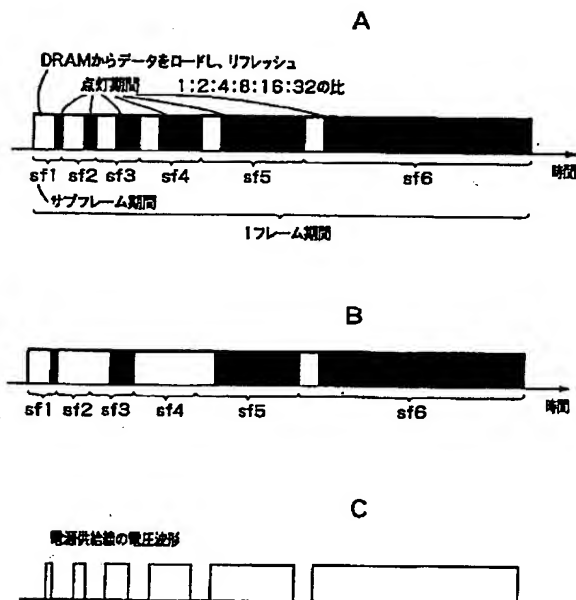 A
DRAMからデータをロードし、リフレッシュ
点灯期間 1:2:4:8:16:32の比
sf1 sf2 sf3 sf4 sf5 sf6 時間
サブフレーム期間
1フレーム期間
B
sf1 sf2 sf3 sf4 sf5 sf6 時間
C
電源供給線の電圧波形